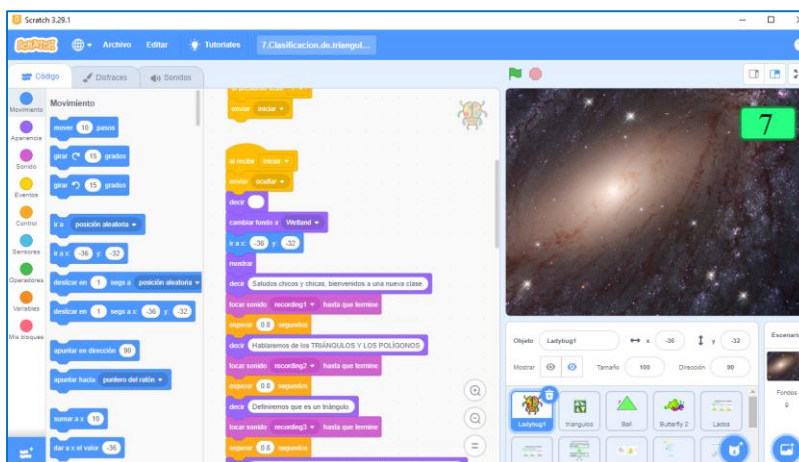 Scratch 3.29.1
SCRATCH Archivo Editar Tutoriales 7.Clasificacion.de.triangul...
Código Disfraces Sonidos
Movimiento
Apariencia
Sonido
Eventos
Control
Sensores
Operadores
Variables
Mis bloques
Movimiento
mover 10 pasos
girar 15 grados
girar 15 grados
ir a posición aleatoria
ir a x: -36 y: -32
deslizar en 1 segs a posición aleatoria
deslizar en 1 segs a x: -36 y: -32
apuntar en dirección 90
apuntar hacia puntero del ratón
sumar a x 10
dar a x el valor -36
enviar iniciar
al recibir iniciar
enviar ocultar
decir
cambiar fondo a Wetland
ir a x: -36 y: -32
mostrar
decir Saludos chicos y chicas, bienvenidos a una nueva clase.
tocar sonido recording1 hasta que termine
esperar 0.8 segundos
decir Hablaremos de los TRIÁNGULOS Y LOS POLÍGONOS
tocar sonido recording2 hasta que termine
esperar 0.8 segundos
decir Definiremos que es un triángulo.
tocar sonido recording3 hasta que termine
esperar 0.8 segundos
7
Objeto Ladybug1 x -36 y -32
Mostrar Tamaño 100 Dirección 90
Ladybug1 triangulos Ball Butterfly 2 Lados
Escenario
Fondos